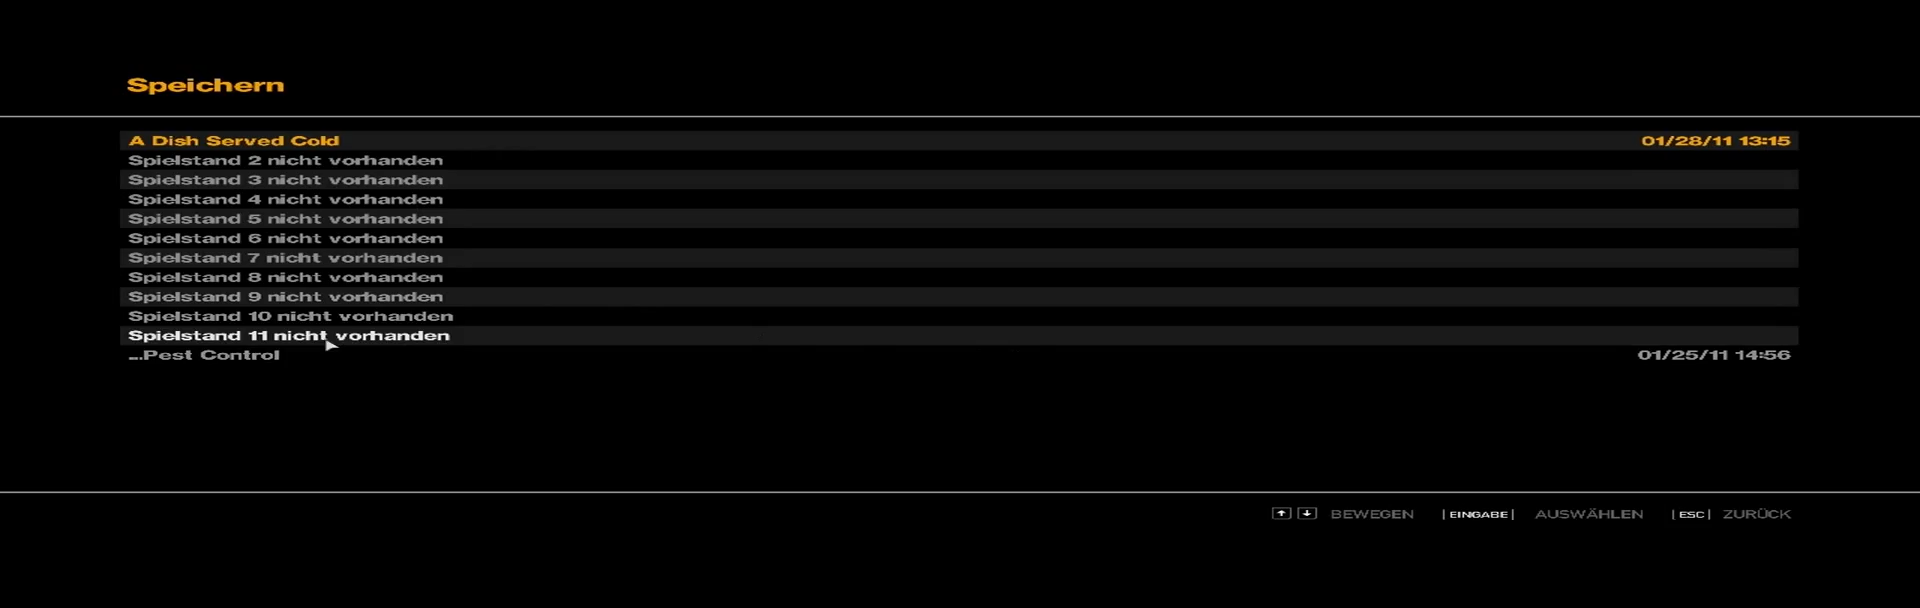 Speichern
A Dish Served Cold 01/28/11 13:15
Spielstand 2 nicht vorhanden
Spielstand 3 nicht vorhanden
Spielstand 4 nicht vorhanden
Spielstand 5 nicht vorhanden
Spielstand 6 nicht vorhanden
Spielstand 7 nicht vorhanden
Spielstand 8 nicht vorhanden
Spielstand 9 nicht vorhanden
Spielstand 10 nicht vorhanden
Spielstand 11 nicht vorhanden
...Pest Control 01/25/11 14:56
BEWEGEN |EINGABE| AUSWÄHLEN |ESC| ZURÜCK